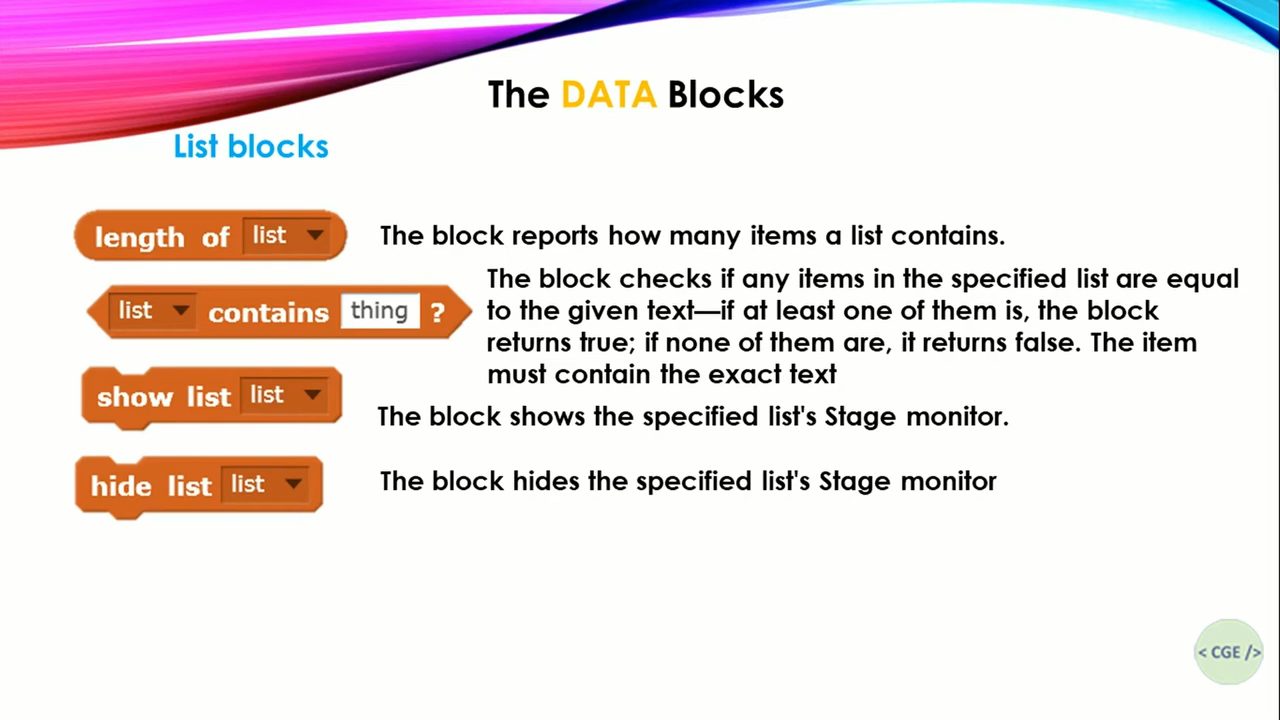 The DATA Blocks
List blocks
length of list
The block reports how many items a list contains.
list contains thing ?
The block checks if any items in the specified list are equal
to the given text—if at least one of them is, the block
returns true; if none of them are, it returns false. The item
must contain the exact text
show list list
The block shows the specified list's Stage monitor.
hide list list
The block hides the specified list's Stage monitor
< CGE />